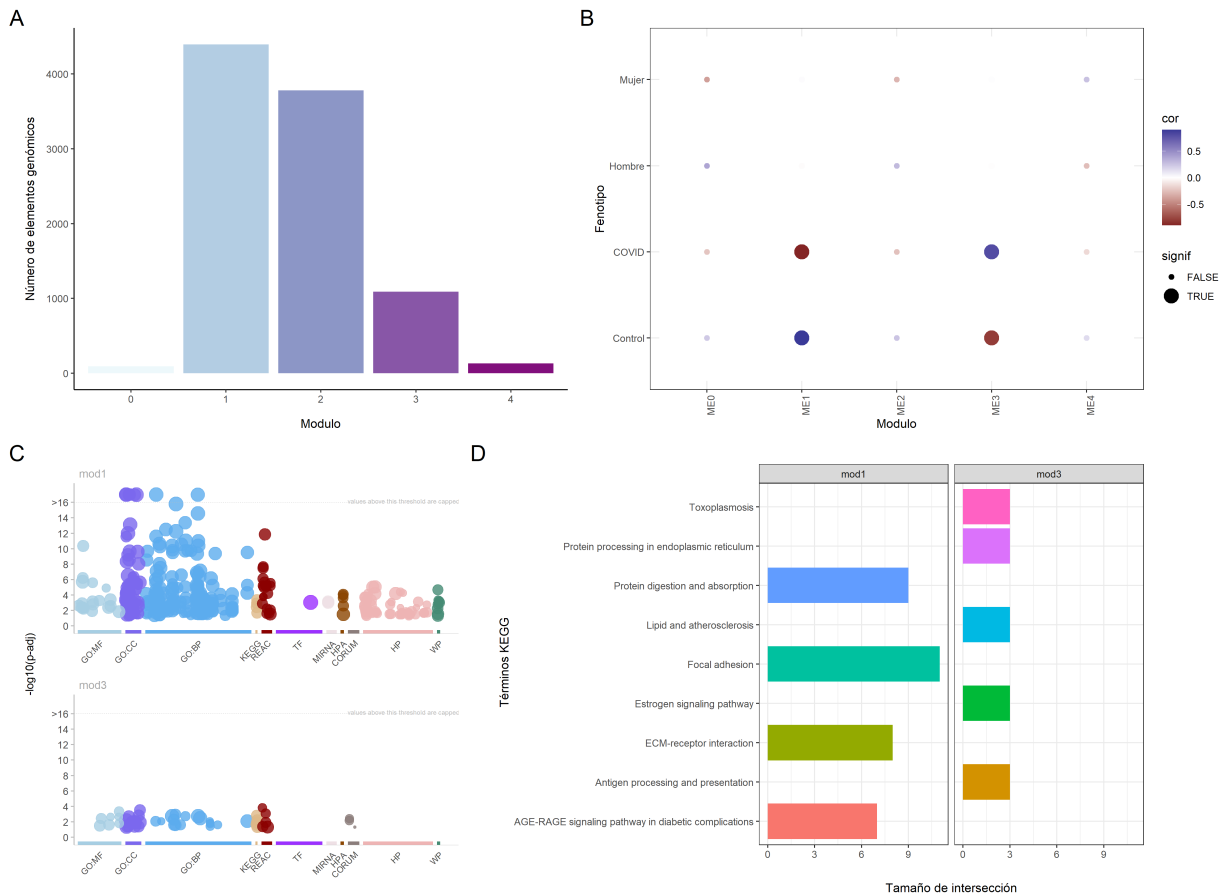 A
Número de elementos genómicos
4000
3000
2000
1000
0
0 1 2 3 4
Modulo
B
Fenotipo
Mujer
Hombre
COVID
Control
ME0 ME1 ME2 ME3 ME4
Modulo
cor
0.5
0.0
-0.5
signif
FALSE
TRUE
C
-log10(p-adj)
mod1
>16
14
12
10
8
6
4
2
0
values above this threshold are capped
GO:MF GO:CC GO:BP KEGG REAC TF MIRNA HPA CORUM HP WP
mod3
>16
14
12
10
8
6
4
2
0
values above this threshold are capped
GO:MF GO:CC GO:BP KEGG REAC TF MIRNA HPA CORUM HP WP
D
Términos KEGG
mod1 mod3
Toxoplasmosis
Protein processing in endoplasmic reticulum
Protein digestion and absorption
Lipid and atherosclerosis
Focal adhesion
Estrogen signaling pathway
ECM-receptor interaction
Antigen processing and presentation
AGE-RAGE signaling pathway in diabetic complications
0 3 6 9 0 3 6 9
Tamaño de intersección